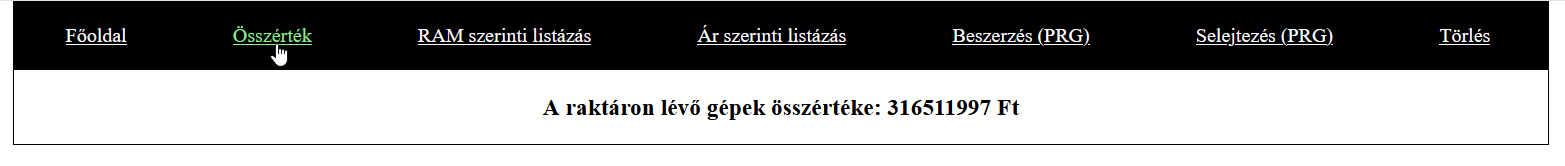 Főoldal Összérték RAM szerinti listázás Ár szerinti listázás Beszerzés (PRG) Selejtezés (PRG) Törlés
A raktáron lévő gépek összértéke: 316511997 Ft